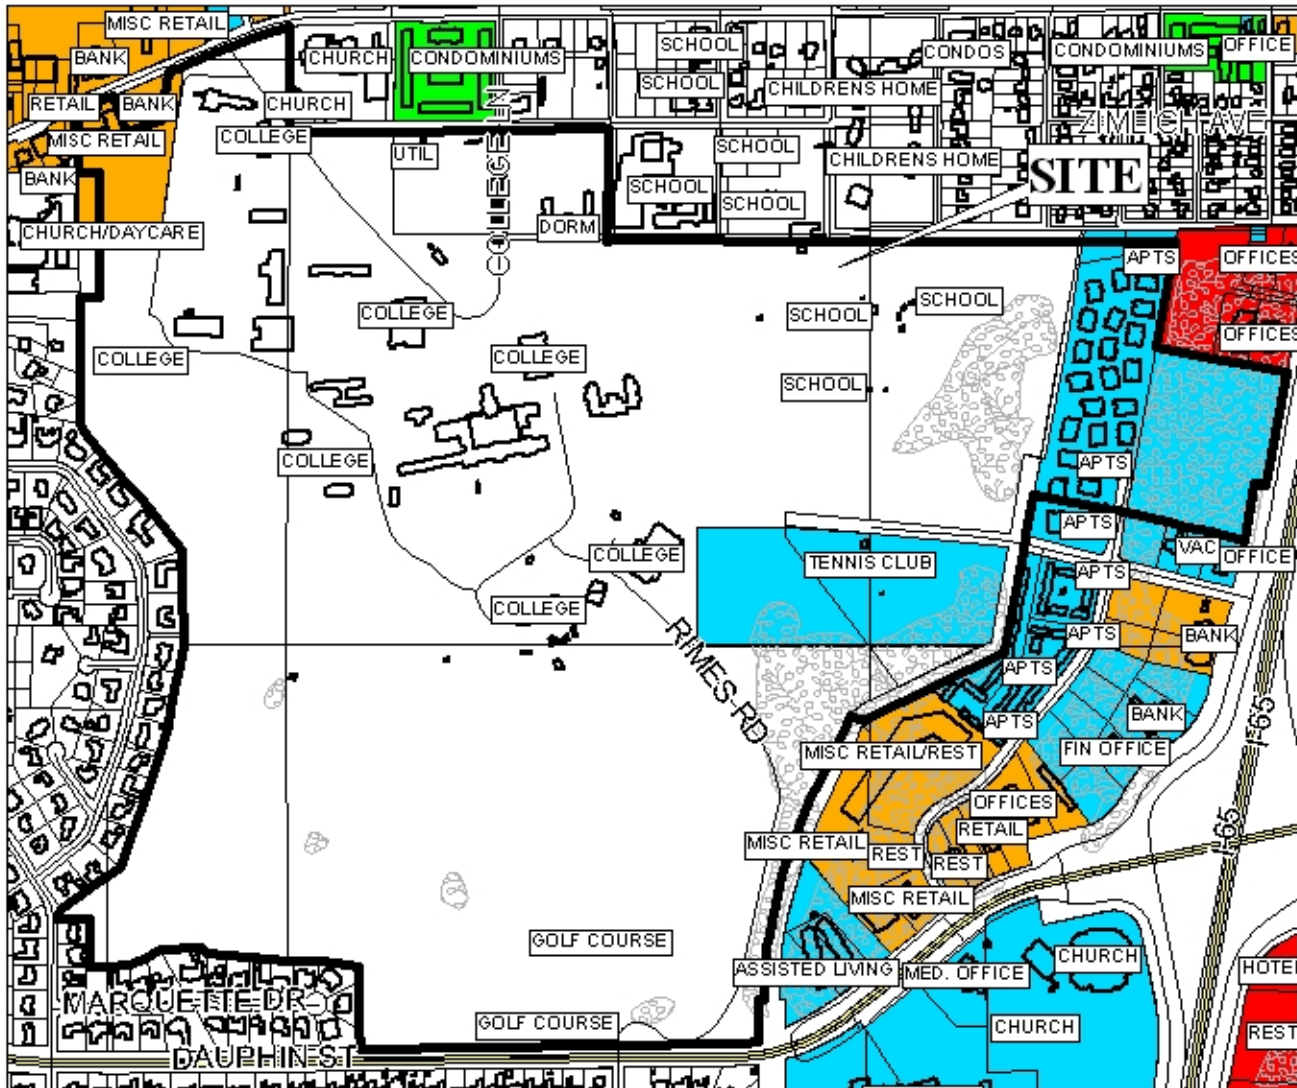 MISC RETAIL
BANK
CHURCH
CONDOMINIUMS
SCHOOL
CONDOS
CONDOMINIUMS
OFFICE
SCHOOL
CHILDRENS HOME
RETAIL
BANK
CHURCH
ZIMLICH AVE
MISC RETAIL
COLLEGE
UTIL
COLLEGE LN
SCHOOL
CHILDRENS HOME
SITE
BANK
SCHOOL
SCHOOL
CHURCH/DAYCARE
DORM
APTS
OFFICES
COLLEGE
SCHOOL
SCHOOL
OFFICES
COLLEGE
COLLEGE
SCHOOL
COLLEGE
APTS
APTS
COLLEGE
TENNIS CLUB
APTS
VAC
OFFICE
COLLEGE
RIMES RD
APTS
BANK
APTS
APTS
BANK
I-65
MISC RETAIL/REST
FIN OFFICE
OFFICES
RETAIL
I-65
MISC RETAIL
REST
REST
MISC RETAIL
GOLF COURSE
ASSISTED LIVING
MED. OFFICE
CHURCH
HOTE
MARQUETTE DR
GOLF COURSE
CHURCH
REST
DAUPHIN ST